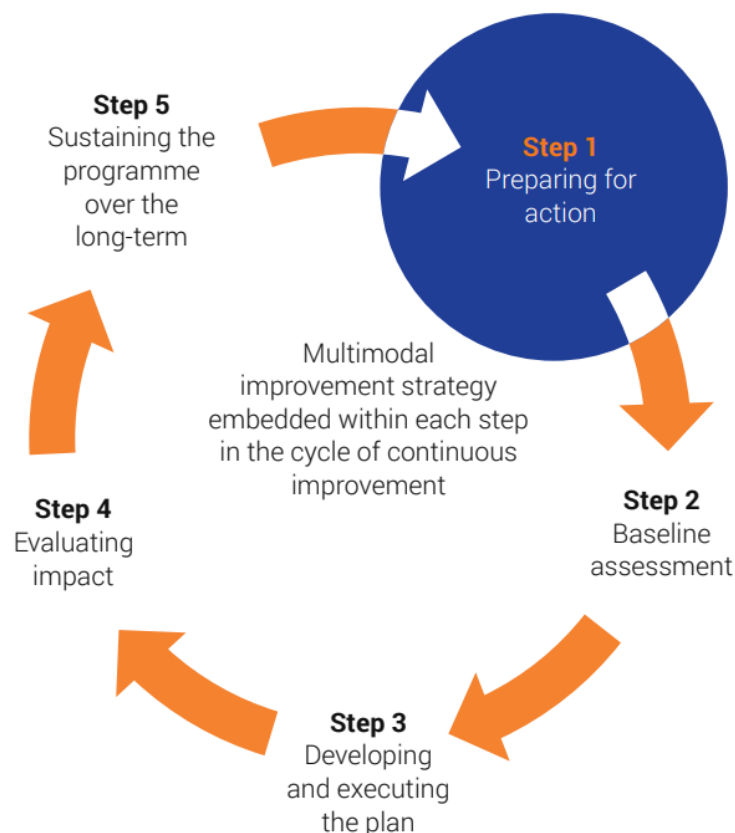 Step 1
Preparing for
action
Step 2
Baseline
assessment
Step 3
Developing
and executing
the plan
Step 4
Evaluating
impact
Step 5
Sustaining the
programme
over the
long-term
Multimodal
improvement strategy
embedded within each step
in the cycle of continuous
improvement